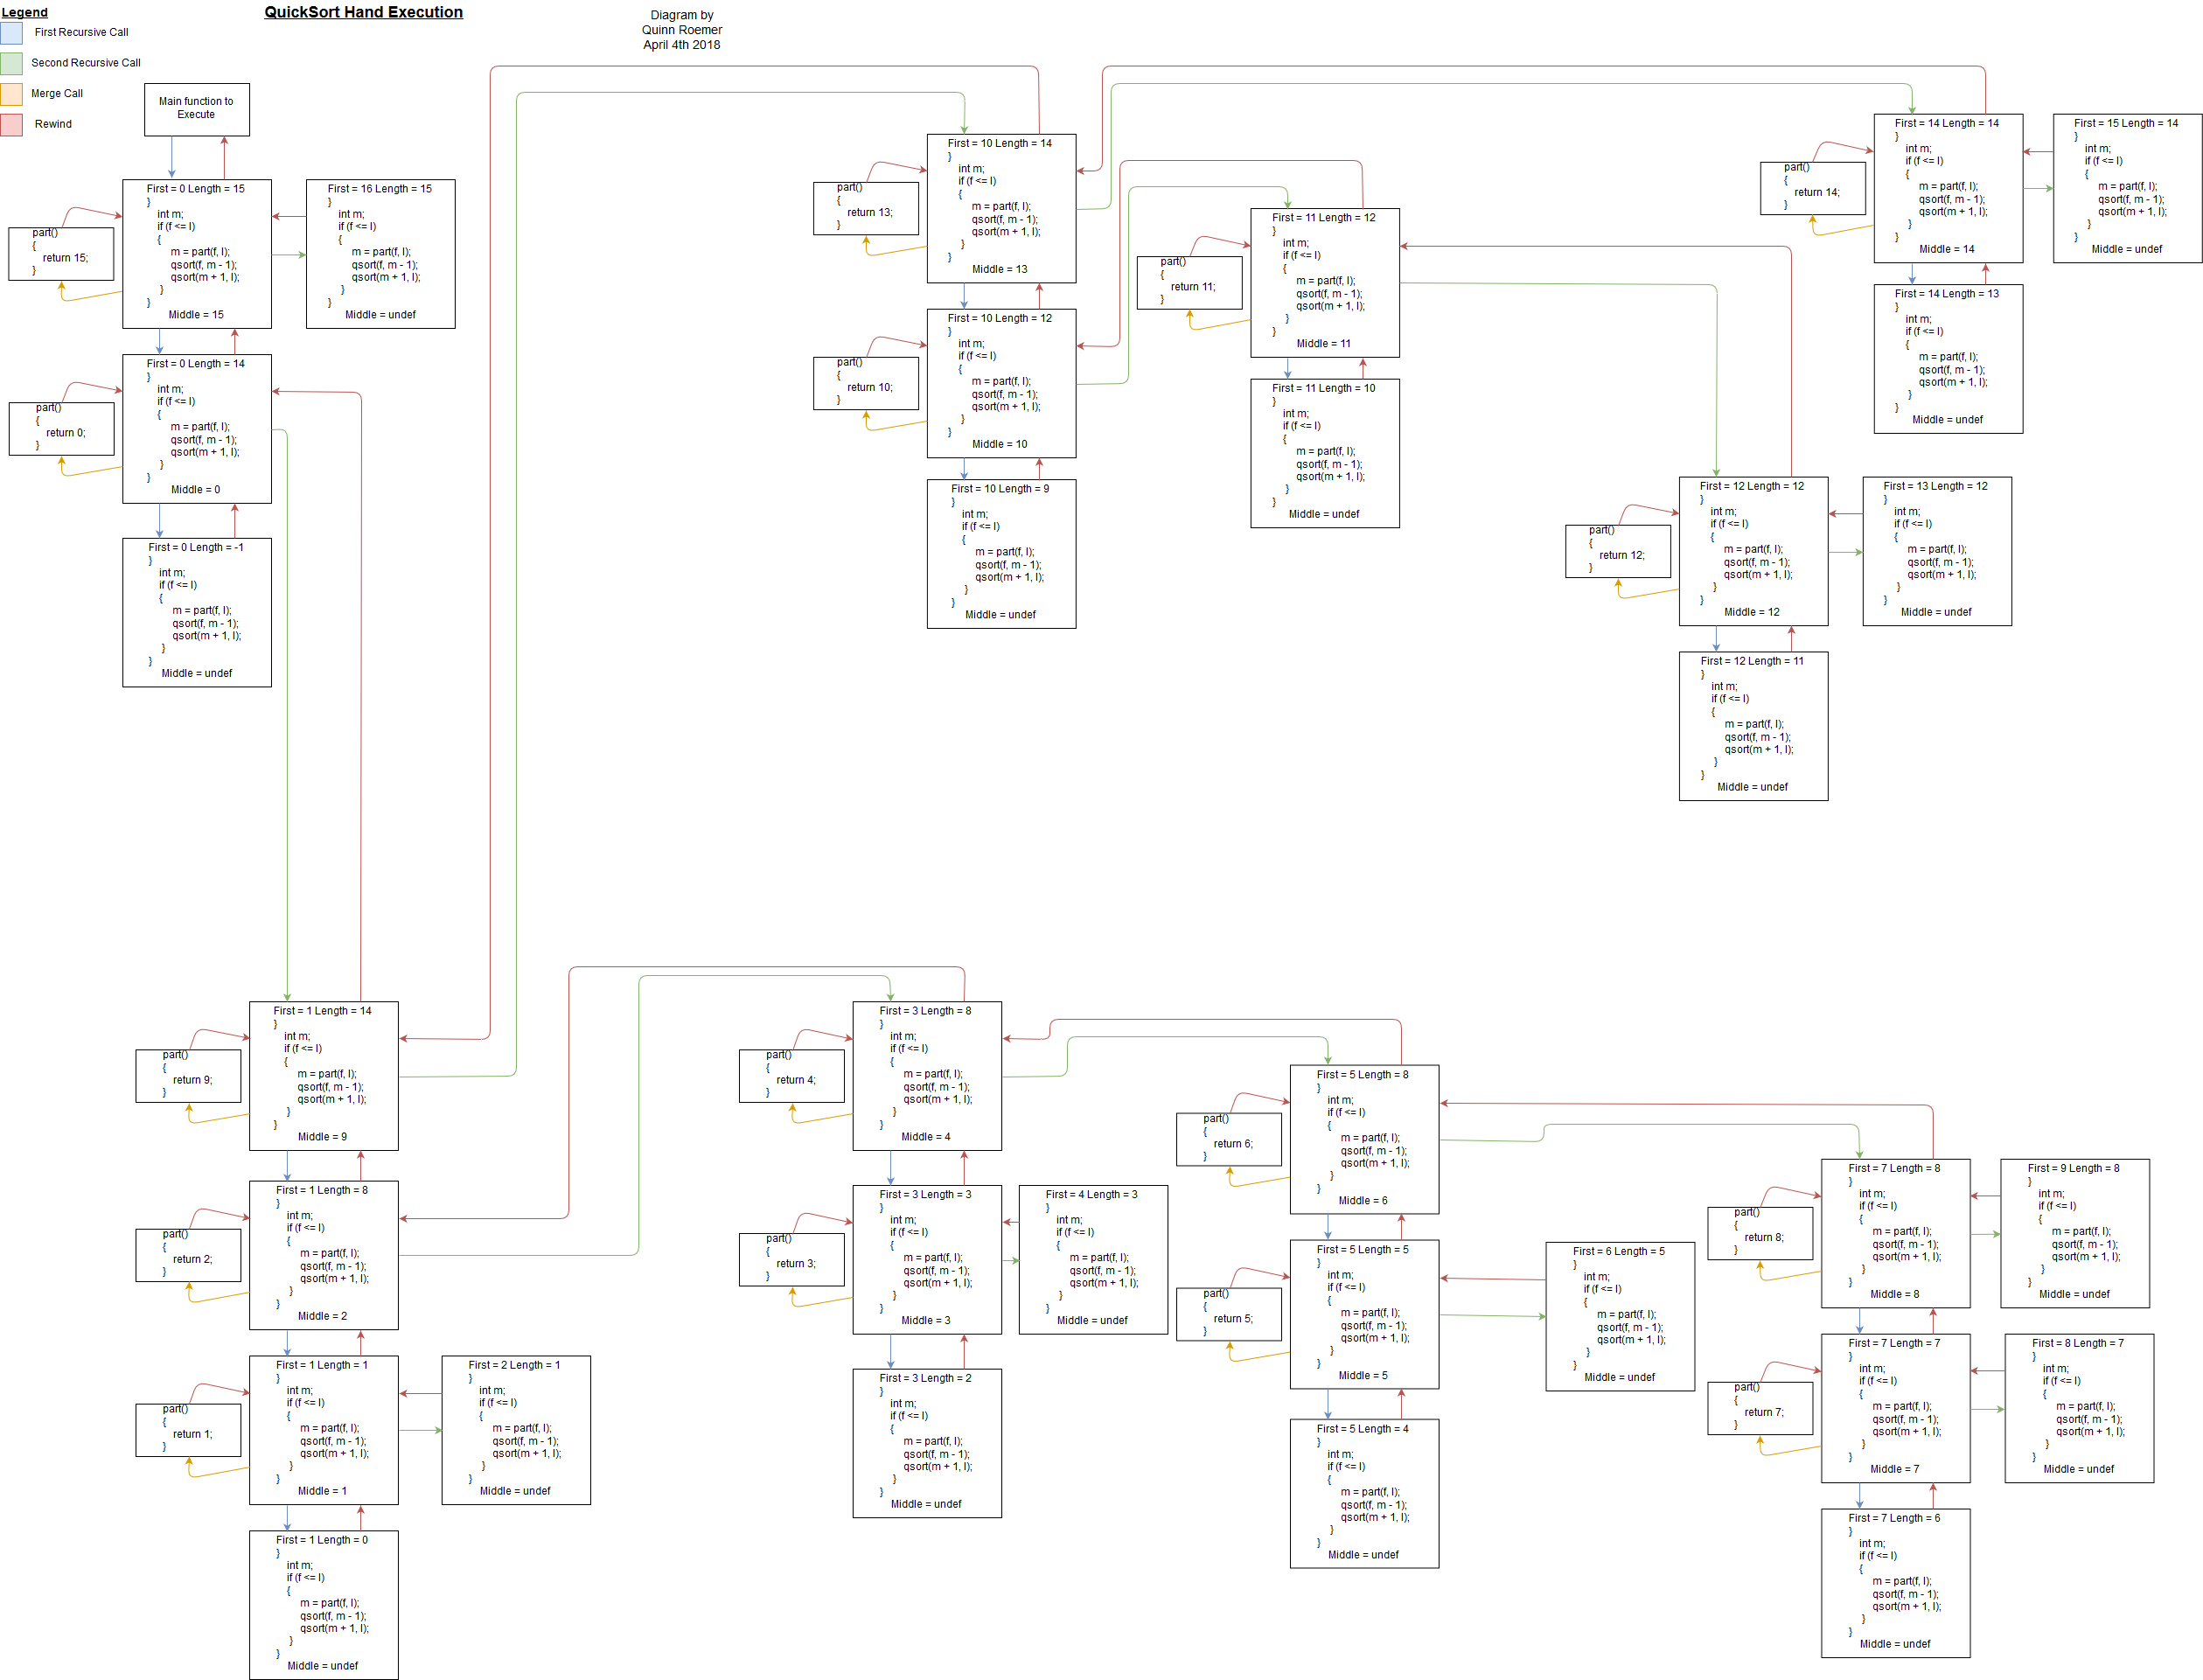 Legend
First Recursive Call
Second Recursive Call
Merge Call
Rewind
QuickSort Hand Execution
Diagram by
Quinn Roemer
April 4th 2018
Main function to
Execute
First = 0 Length = 15
}
int m;
if (f <= l)
{
m = part(f, l);
qsort(f, m - 1);
qsort(m + 1, l);
}
}
Middle = 15
part()
{
return 15;
}
First = 16 Length = 15
}
int m;
if (f <= l)
{
m = part(f, l);
qsort(f, m - 1);
qsort(m + 1, l);
}
}
Middle = undef
First = 0 Length = 14
}
int m;
if (f <= l)
{
m = part(f, l);
qsort(f, m - 1);
qsort(m + 1, l);
}
}
Middle = 0
part()
{
return 0;
}
First = 0 Length = -1
}
int m;
if (f <= l)
{
m = part(f, l);
qsort(f, m - 1);
qsort(m + 1, l);
}
}
Middle = undef
First = 10 Length = 14
}
int m;
if (f <= l)
{
m = part(f, l);
qsort(f, m - 1);
qsort(m + 1, l);
}
}
Middle = 13
part()
{
return 13;
}
First = 10 Length = 12
}
int m;
if (f <= l)
{
m = part(f, l);
qsort(f, m - 1);
qsort(m + 1, l);
}
}
Middle = 10
part()
{
return 10;
}
First = 10 Length = 9
}
int m;
if (f <= l)
{
m = part(f, l);
qsort(f, m - 1);
qsort(m + 1, l);
}
}
Middle = undef
First = 11 Length = 12
}
int m;
if (f <= l)
{
m = part(f, l);
qsort(f, m - 1);
qsort(m + 1, l);
}
}
Middle = 11
part()
{
return 11;
}
First = 11 Length = 10
}
int m;
if (f <= l)
{
m = part(f, l);
qsort(f, m - 1);
qsort(m + 1, l);
}
}
Middle = undef
First = 14 Length = 14
}
int m;
if (f <= l)
{
m = part(f, l);
qsort(f, m - 1);
qsort(m + 1, l);
}
}
Middle = 14
part()
{
return 14;
}
First = 15 Length = 14
}
int m;
if (f <= l)
{
m = part(f, l);
qsort(f, m - 1);
qsort(m + 1, l);
}
}
Middle = undef
First = 14 Length = 13
}
int m;
if (f <= l)
{
m = part(f, l);
qsort(f, m - 1);
qsort(m + 1, l);
}
}
Middle = undef
First = 12 Length = 12
}
int m;
if (f <= l)
{
m = part(f, l);
qsort(f, m - 1);
qsort(m + 1, l);
}
}
Middle = 12
part()
{
return 12;
}
First = 13 Length = 12
}
int m;
if (f <= l)
{
m = part(f, l);
qsort(f, m - 1);
qsort(m + 1, l);
}
}
Middle = undef
First = 12 Length = 11
}
int m;
if (f <= l)
{
m = part(f, l);
qsort(f, m - 1);
qsort(m + 1, l);
}
}
Middle = undef
First = 1 Length = 14
}
int m;
if (f <= l)
{
m = part(f, l);
qsort(f, m - 1);
qsort(m + 1, l);
}
}
Middle = 9
part()
{
return 9;
}
First = 1 Length = 8
}
int m;
if (f <= l)
{
m = part(f, l);
qsort(f, m - 1);
qsort(m + 1, l);
}
}
Middle = 2
part()
{
return 2;
}
First = 1 Length = 1
}
int m;
if (f <= l)
{
m = part(f, l);
qsort(f, m - 1);
qsort(m + 1, l);
}
}
Middle = 1
part()
{
return 1;
}
First = 2 Length = 1
}
int m;
if (f <= l)
{
m = part(f, l);
qsort(f, m - 1);
qsort(m + 1, l);
}
}
Middle = undef
First = 1 Length = 0
}
int m;
if (f <= l)
{
m = part(f, l);
qsort(f, m - 1);
qsort(m + 1, l);
}
}
Middle = undef
First = 3 Length = 8
}
int m;
if (f <= l)
{
m = part(f, l);
qsort(f, m - 1);
qsort(m + 1, l);
}
}
Middle = 4
part()
{
return 4;
}
First = 3 Length = 3
}
int m;
if (f <= l)
{
m = part(f, l);
qsort(f, m - 1);
qsort(m + 1, l);
}
}
Middle = 3
part()
{
return 3;
}
First = 4 Length = 3
}
int m;
if (f <= l)
{
m = part(f, l);
qsort(f, m - 1);
qsort(m + 1, l);
}
}
Middle = undef
First = 3 Length = 2
}
int m;
if (f <= l)
{
m = part(f, l);
qsort(f, m - 1);
qsort(m + 1, l);
}
}
Middle = undef
First = 5 Length = 8
}
int m;
if (f <= l)
{
m = part(f, l);
qsort(f, m - 1);
qsort(m + 1, l);
}
}
Middle = 6
part()
{
return 6;
}
First = 5 Length = 5
}
int m;
if (f <= l)
{
m = part(f, l);
qsort(f, m - 1);
qsort(m + 1, l);
}
}
Middle = 5
part()
{
return 5;
}
First = 6 Length = 5
}
int m;
if (f <= l)
{
m = part(f, l);
qsort(f, m - 1);
qsort(m + 1, l);
}
}
Middle = undef
First = 5 Length = 4
}
int m;
if (f <= l)
{
m = part(f, l);
qsort(f, m - 1);
qsort(m + 1, l);
}
}
Middle = undef
First = 7 Length = 8
}
int m;
if (f <= l)
{
m = part(f, l);
qsort(f, m - 1);
qsort(m + 1, l);
}
}
Middle = 8
part()
{
return 8;
}
First = 9 Length = 8
}
int m;
if (f <= l)
{
m = part(f, l);
qsort(f, m - 1);
qsort(m + 1, l);
}
}
Middle = undef
First = 7 Length = 7
}
int m;
if (f <= l)
{
m = part(f, l);
qsort(f, m - 1);
qsort(m + 1, l);
}
}
Middle = 7
part()
{
return 7;
}
First = 8 Length = 7
}
int m;
if (f <= l)
{
m = part(f, l);
qsort(f, m - 1);
qsort(m + 1, l);
}
}
Middle = undef
First = 7 Length = 6
}
int m;
if (f <= l)
{
m = part(f, l);
qsort(f, m - 1);
qsort(m + 1, l);
}
}
Middle = undef